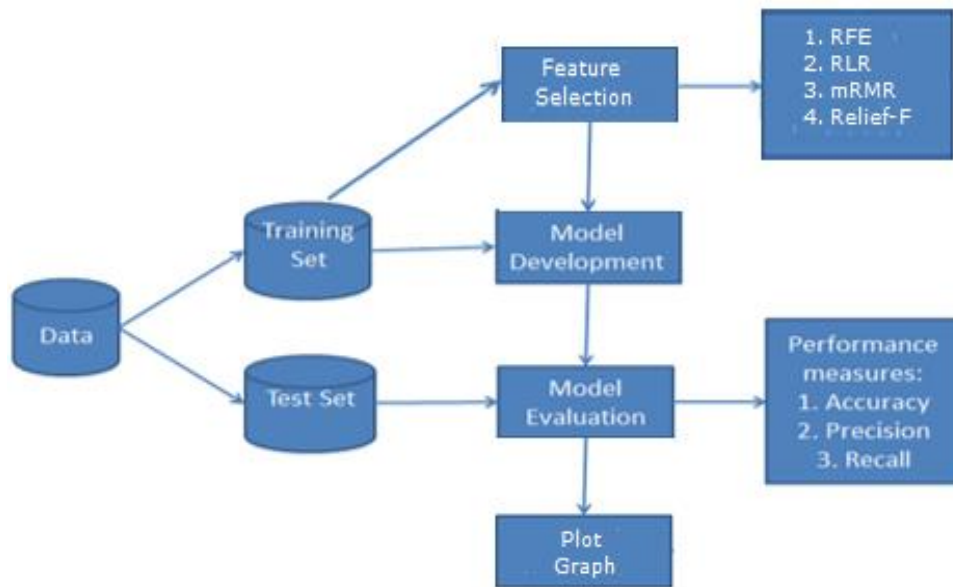 1. RFE
2. RLR
3. mRMR
4. Relief-F
Feature
Selection
Training
Set
Model
Development
Data
Test Set
Model
Evaluation
Performance
measures:
1. Accuracy
2. Precision
3. Recall
Plot
Graph